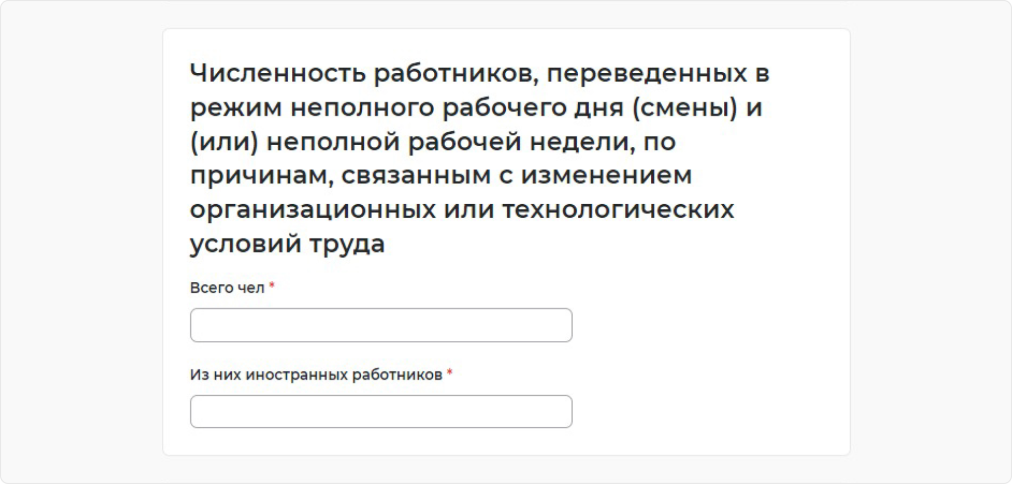 Численность работников, переведенных в
режим неполного рабочего дня (смены) и
(или) неполной рабочей недели, по
причинам, связанным с изменением
организационных или технологических
условий труда
Всего чел *
Из них иностранных работников *